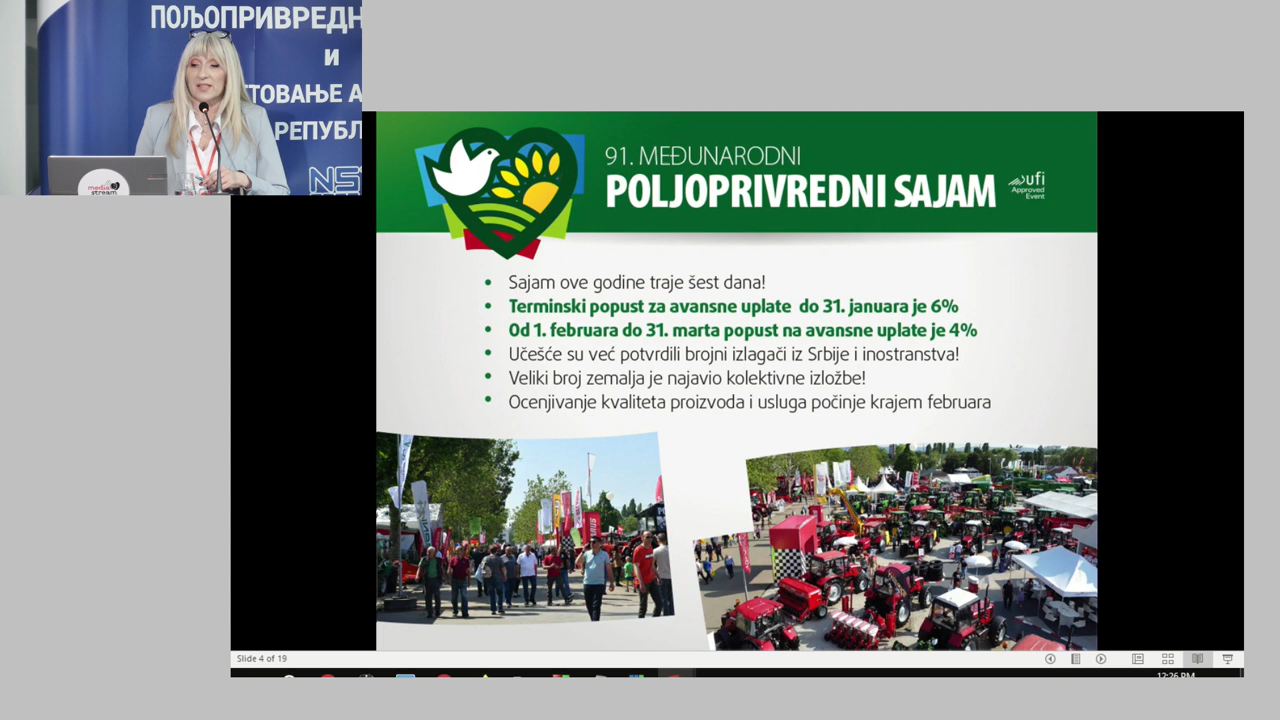 ПОЉОПРИВРЕДН
И
ТОВАЊЕ А
РЕПУБЛ
media
stream
91. MEĐUNARODNI
POLJOPRIVREDNI SAJAM
ufi
Approved
Event
• Sajam ove godine traje šest dana!
• Terminski popust za avansne uplate do 31. januara je 6%
• Od 1. februara do 31. marta popust na avansne uplate je 4%
• Učešće su već potvrdili brojni izlagači iz Srbije i inostranstva!
• Veliki broj zemalja je najavio kolektivne izložbe!
• Ocenjivanje kvaliteta proizvoda i usluga počinje krajem februara
Slide 4 of 19
12:26 PM